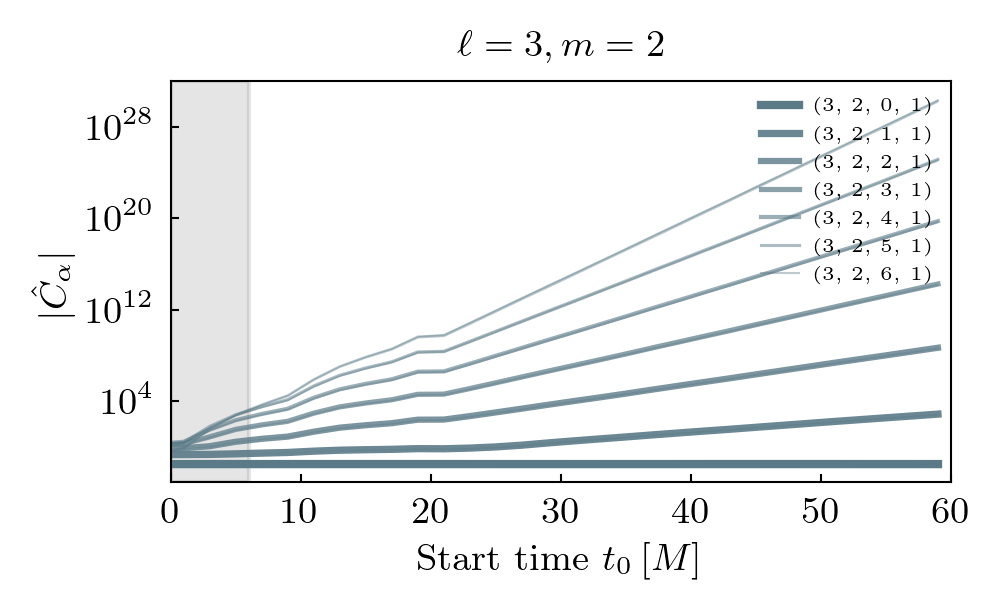 ℓ = 3, m = 2
|Ĉ_α|
10^28
10^20
10^12
10^4
(3, 2, 0, 1)
(3, 2, 1, 1)
(3, 2, 2, 1)
(3, 2, 3, 1)
(3, 2, 4, 1)
(3, 2, 5, 1)
(3, 2, 6, 1)
0 10 20 30 40 50 60
Start time t_0 [M]